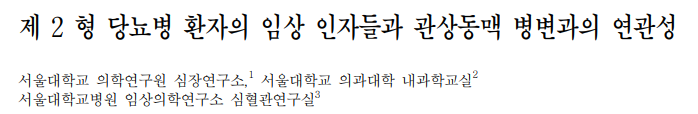 제 2 형 당뇨병 환자의 임상 인자들과 관상동맥 병변과의 연관성
서울대학교 의학연구원 심장연구소,¹ 서울대학교 의과대학 내과학교실²
서울대학교병원 임상의학연구소 심혈관연구실³